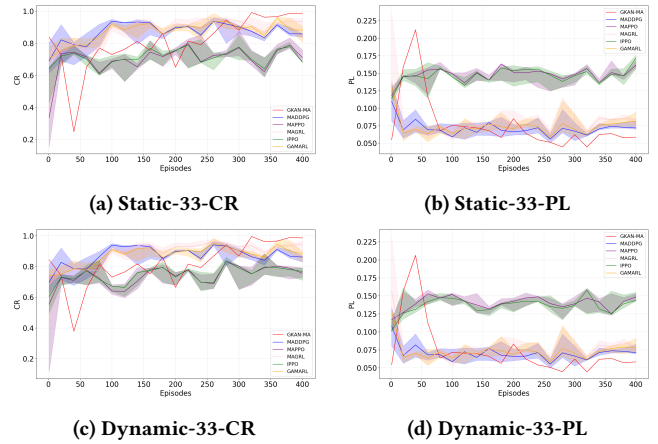 1.0
0.8
0.6
0.4
0.2
CR
0 50 100 150 200 250 300 350 400
Episodes
GKAN-MA
MADDPG
MAPPO
MAGRL
IPPO
GAMARL
(a) Static-33-CR
0.225
0.200
0.175
0.150
0.125
0.100
0.075
0.050
PL
0 50 100 150 200 250 300 350 400
Episodes
GKAN-MA
MADDPG
MAPPO
MAGRL
IPPO
GAMARL
(b) Static-33-PL
1.0
0.8
0.6
0.4
0.2
CR
0 50 100 150 200 250 300 350 400
Episodes
GKAN-MA
MADDPG
MAPPO
MAGRL
IPPO
GAMARL
(c) Dynamic-33-CR
0.225
0.200
0.175
0.150
0.125
0.100
0.075
0.050
PL
0 50 100 150 200 250 300 350 400
Episodes
GKAN-MA
MADDPG
MAPPO
MAGRL
IPPO
GAMARL
(d) Dynamic-33-PL